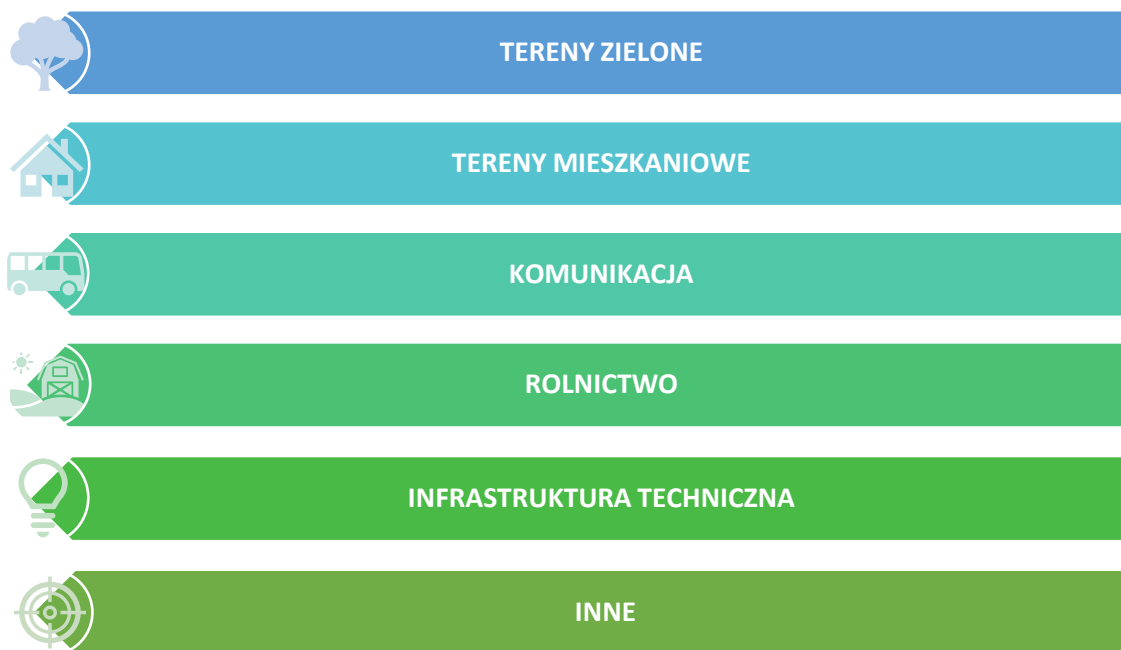 TERENY ZIELONE
TERENY MIESZKANIOWE
KOMUNIKACJA
ROLNICTWO
INFRASTRUKTURA TECHNICZNA
INNE